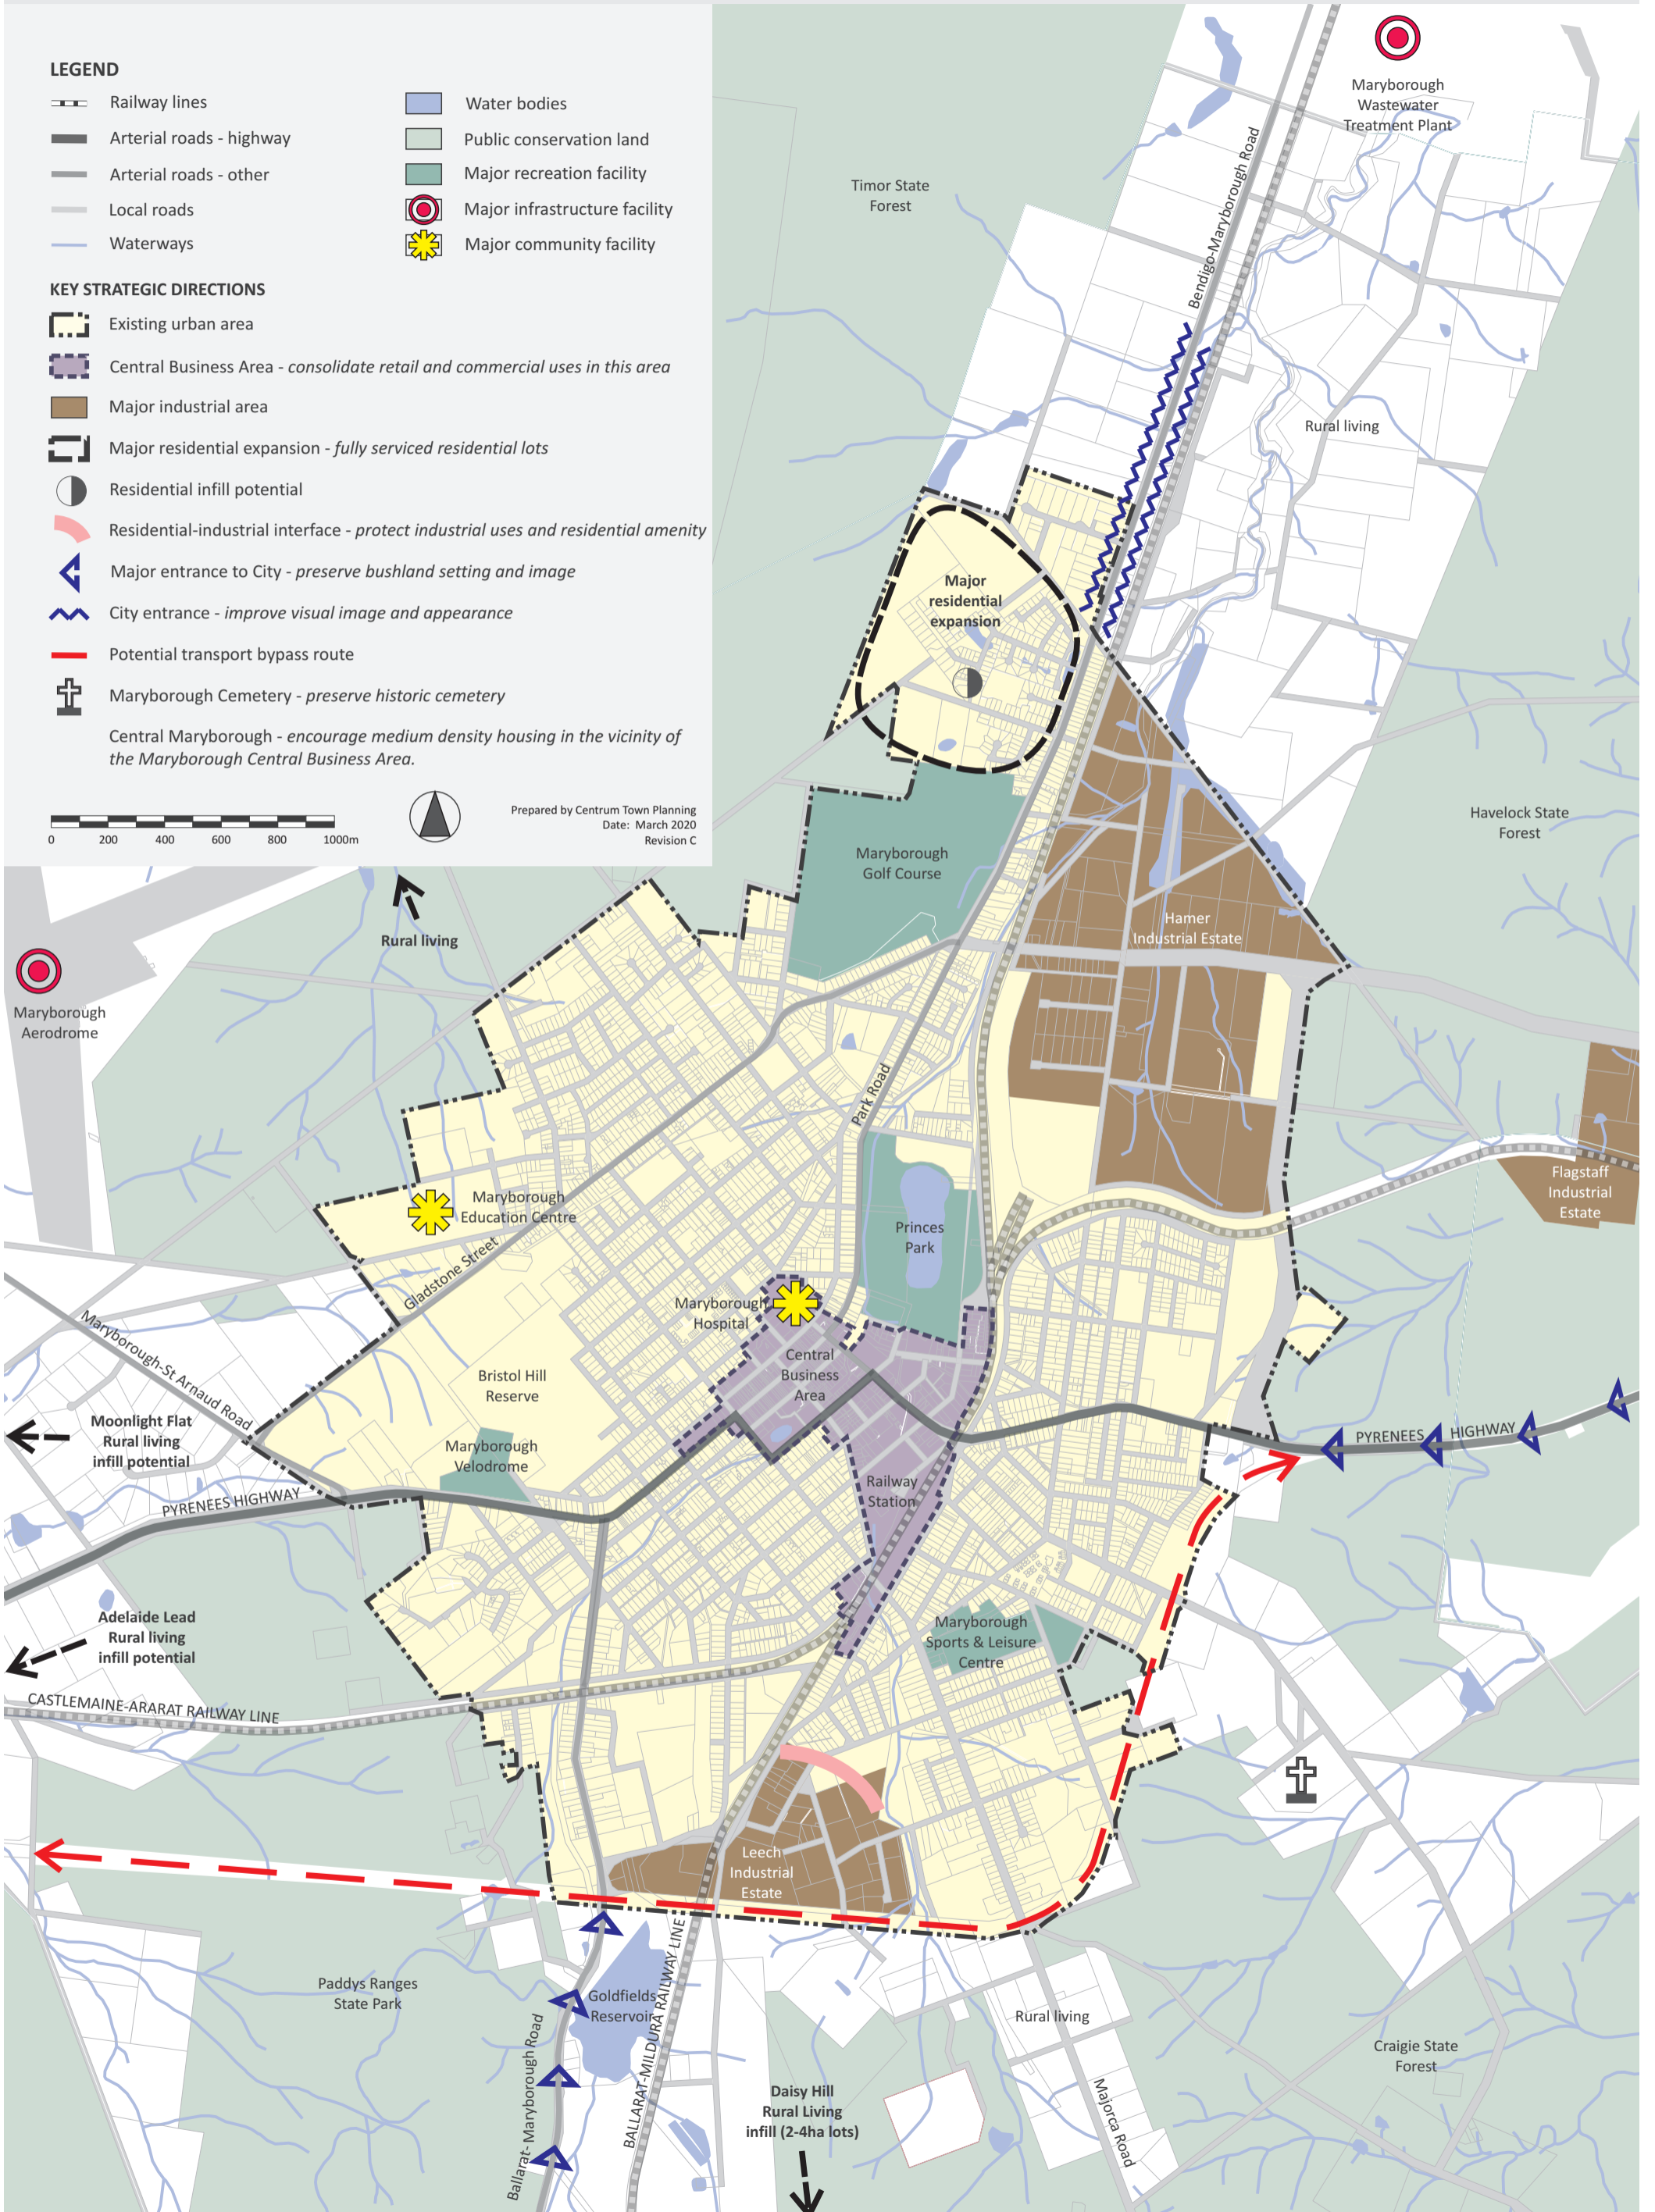 LEGEND
Railway lines
Arterial roads - highway
Arterial roads - other
Local roads
Waterways
Water bodies
Public conservation land
Major recreation facility
Major infrastructure facility
Major community facility
KEY STRATEGIC DIRECTIONS
Existing urban area
Central Business Area - consolidate retail and commercial uses in this area
Major industrial area
Major residential expansion - fully serviced residential lots
Residential infill potential
Residential-industrial interface - protect industrial uses and residential amenity
Major entrance to City - preserve bushland setting and image
City entrance - improve visual image and appearance
Potential transport bypass route
Maryborough Cemetery - preserve historic cemetery
Central Maryborough - encourage medium density housing in the vicinity of
the Maryborough Central Business Area.
0 200 400 600 800 1000m
Prepared by Centrum Town Planning
Date: March 2020
Revision C
Maryborough
Wastewater
Treatment Plant
Timor State
Forest
Bendigo-Maryborough Road
Rural living
Major
residential
expansion
Havelock State
Forest
Maryborough
Golf Course
Hamer
Industrial Estate
Rural living
Maryborough
Aerodrome
Park Road
Flagstaff
Industrial
Estate
Maryborough
Education Centre
Princes
Park
Gladstone Street
Maryborough
Hospital
Central
Business
Area
Bristol Hill
Reserve
Maryborough-St Arnaud Road
Moonlight Flat
Rural living
infill potential
Maryborough
Velodrome
PYRENEES HIGHWAY
PYRENEES HIGHWAY
Railway
Station
Adelaide Lead
Rural living
infill potential
Maryborough
Sports & Leisure
Centre
CASTLEMAINE-ARARAT RAILWAY LINE
Leech
Industrial
Estate
Paddys Ranges
State Park
Goldfields
Reservoir
Ballarat- Maryborough Road
BALLARAT-MILDURA RAILWAY LINE
Rural living
Craigie State
Forest
Daisy Hill
Rural Living
infill (2-4ha lots)
Majorca Road